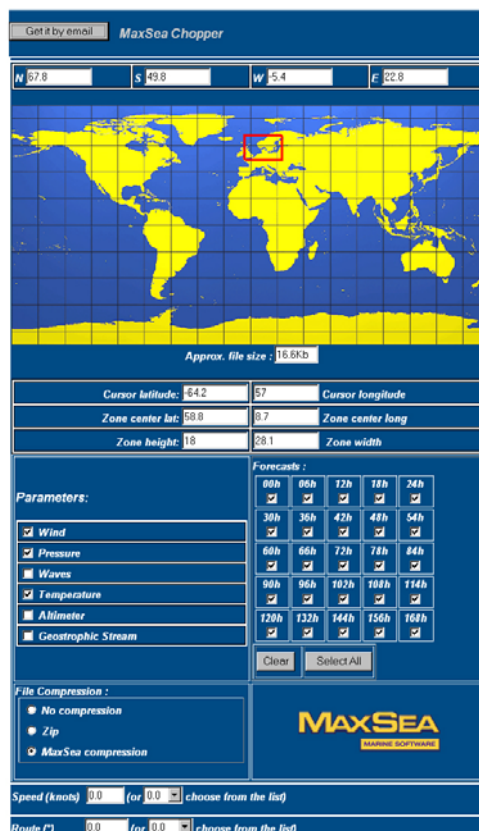 Get it by email MaxSea Chopper
N 67.8 S 49.8 W -5.4 E 22.8
Approx. file size : 16.6Kb
Cursor latitude: -64.2 57 Cursor longitude
Zone center lat: 58.8 8.7 Zone center long
Zone height: 18 28.1 Zone width
Forecasts :
00h 06h 12h 18h 24h
Parameters:
30h 36h 42h 48h 54h
Wind
60h 66h 72h 78h 84h
Pressure
Waves
90h 96h 102h 108h 114h
Temperature
Altimeter
120h 132h 144h 156h 168h
Geostrophic Stream
Clear Select All
File Compression :
No compression
Zip
MaxSea compression
MAXSEA
MARINE SOFTWARE
Speed (knots) 0.0 (or 0.0 choose from the list)
Route (°) 0.0 (or 0.0 choose from the list)